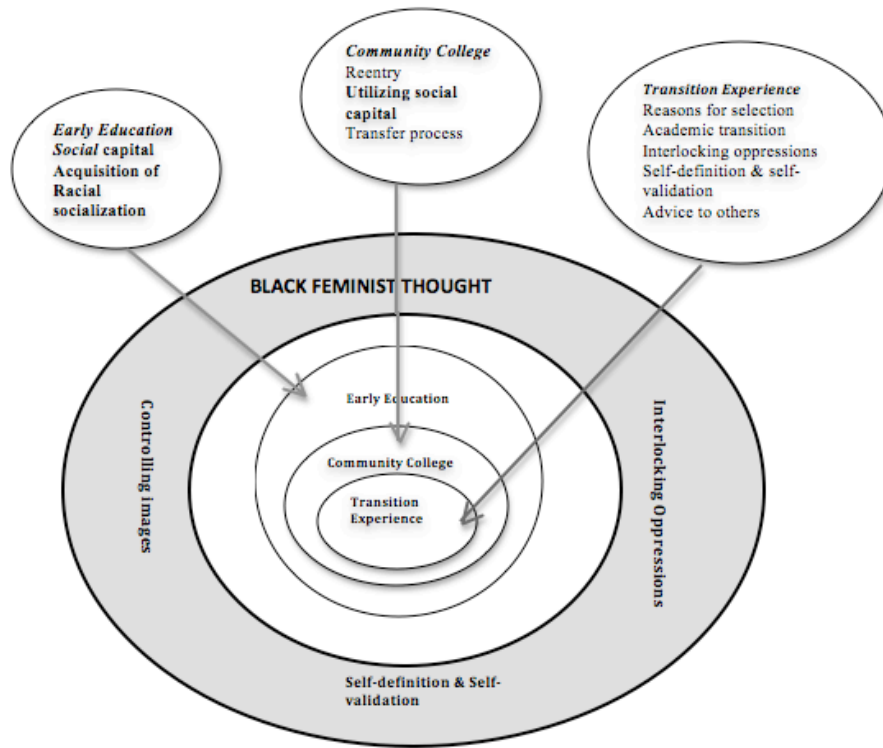 Early Education
Social capital
Acquisition of
Racial
socialization
Community College
Reentry
Utilizing social
capital
Transfer process
Transition Experience
Reasons for selection
Academic transition
Interlocking oppressions
Self-definition & self-
validation
Advice to others
BLACK FEMINIST THOUGHT
Controlling images
Early Education
Community College
Transition
Experience
Interlocking Oppressions
Self-definition & Self-
validation